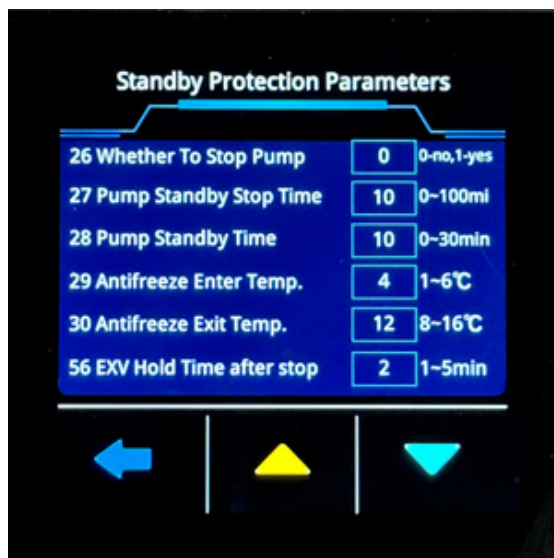 Standby Protection Parameters
26 Whether To Stop Pump 0 0-no,1-yes
27 Pump Standby Stop Time 10 0~100mi
28 Pump Standby Time 10 0~30min
29 Antifreeze Enter Temp. 4 1~6℃
30 Antifreeze Exit Temp. 12 8~16℃
56 EXV Hold Time after stop 2 1~5min